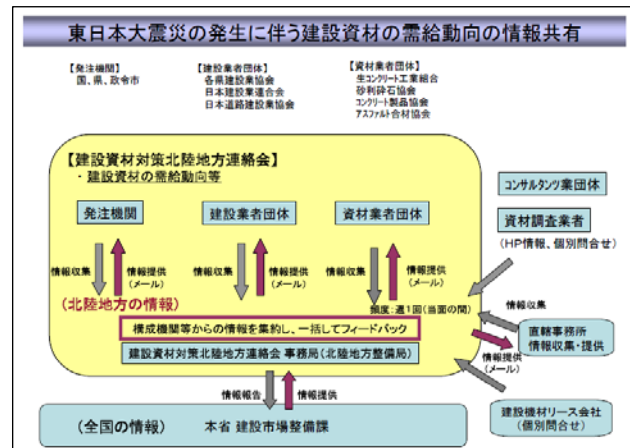 東日本大震災の発生に伴う建設資材の需給動向の情報共有
【発注機関】
国、県、政令市
【建設業者団体】
各県建設業協会
日本建設業連合会
日本道路建設業協会
【資材業者団体】
生コンクリート工業組合
砂利砕石協会
コンクリート製品協会
アスファルト合材協会
【建設資材対策北陸地方連絡会】
・ 建設資材の需給動向等
発注機関
建設業者団体
資材業者団体
情報収集
情報提供
(メール)
情報収集
情報提供
(メール)
情報収集
情報提供
(メール)
(北陸地方の情報)
頻度:週1回(当面の間)
構成機関等からの情報を集約し、一括してフィードバック
建設資材対策北陸地方連絡会 事務局(北陸地方整備局)
コンサルタンツ業団体
資材調査業者
(HP情報、個別問合せ)
情報収集
直轄事務所
情報収集・提供
情報提供
(メール)
建設機材リース会社
(個別問合せ)
情報報告
情報提供
(全国の情報)
本省 建設市場整備課